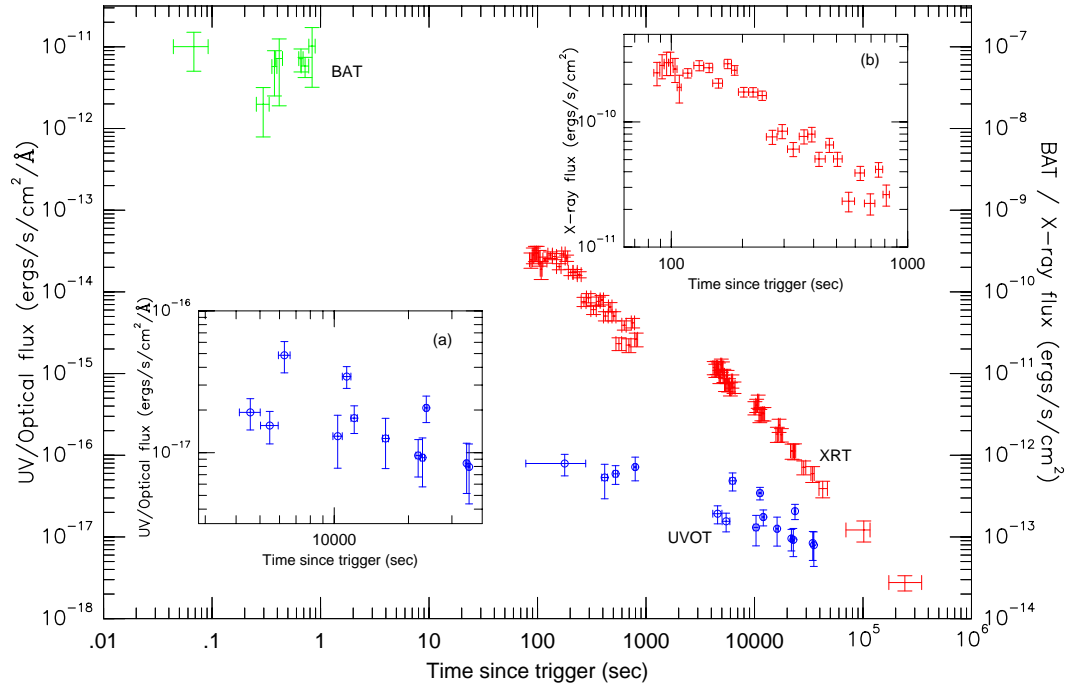 UV/Optical flux (ergs/s/cm²/Å)
10⁻¹¹
10⁻¹²
10⁻¹³
10⁻¹⁴
10⁻¹⁵
10⁻¹⁶
10⁻¹⁷
10⁻¹⁸
BAT
(b)
X−ray flux (ergs/s/cm²)
10⁻¹⁰
10⁻¹¹
100
1000
Time since trigger (sec)
10⁻⁷
10⁻⁸
10⁻⁹
10⁻¹⁰
10⁻¹¹
10⁻¹²
10⁻¹³
10⁻¹⁴
BAT / X−ray flux (ergs/s/cm²)
(a)
UV/Optical flux (ergs/s/cm²/Å)
10⁻¹⁶
10⁻¹⁷
10000
Time since trigger (sec)
XRT
UVOT
.01
.1
1
10
100
1000
10000
10⁵
10⁶
Time since trigger (sec)